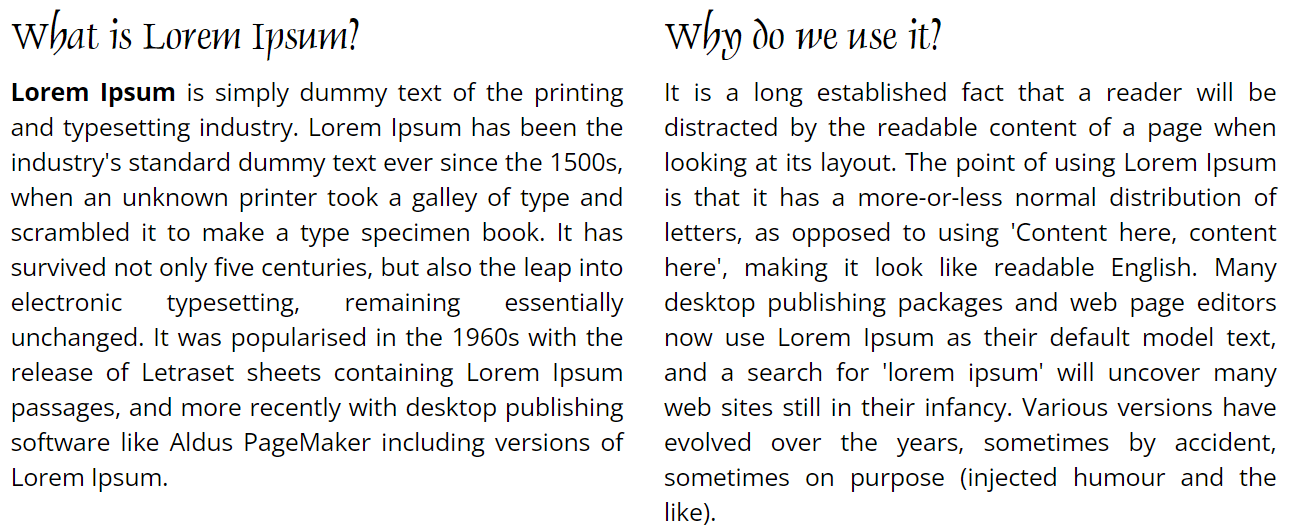 What is Lorem Ipsum?
Lorem Ipsum is simply dummy text of the printing
and typesetting industry. Lorem Ipsum has been the
industry's standard dummy text ever since the 1500s,
when an unknown printer took a galley of type and
scrambled it to make a type specimen book. It has
survived not only five centuries, but also the leap into
electronic typesetting, remaining essentially
unchanged. It was popularised in the 1960s with the
release of Letraset sheets containing Lorem Ipsum
passages, and more recently with desktop publishing
software like Aldus PageMaker including versions of
Lorem Ipsum.
Why do we use it?
It is a long established fact that a reader will be
distracted by the readable content of a page when
looking at its layout. The point of using Lorem Ipsum
is that it has a more-or-less normal distribution of
letters, as opposed to using 'Content here, content
here', making it look like readable English. Many
desktop publishing packages and web page editors
now use Lorem Ipsum as their default model text,
and a search for 'lorem ipsum' will uncover many
web sites still in their infancy. Various versions have
evolved over the years, sometimes by accident,
sometimes on purpose (injected humour and the
like).